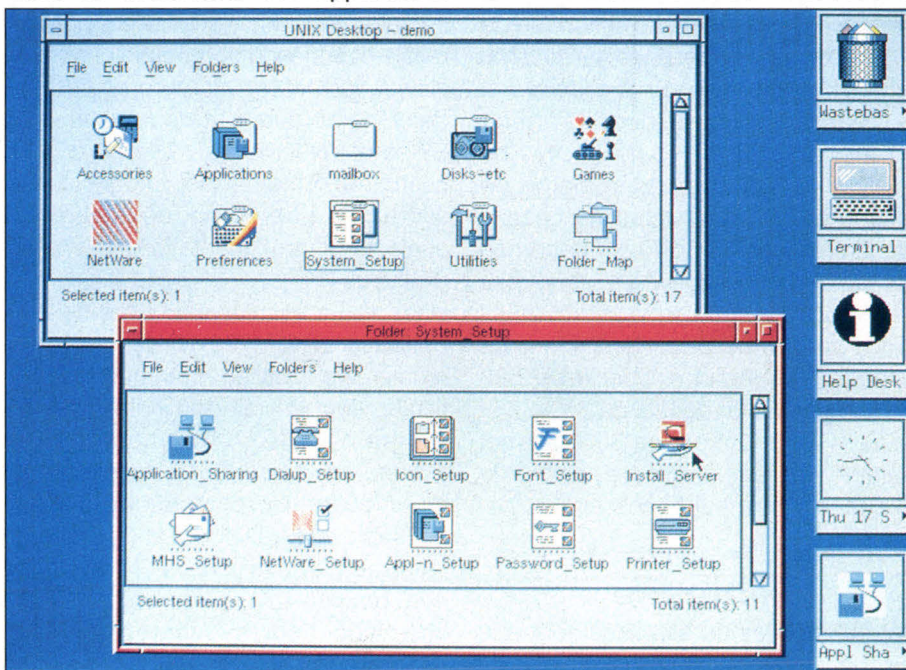 UNIX Desktop - demo
File Edit View Folders Help
Accessories Applications mailbox Disks-etc Games
NetWare Preferences System_Setup Utilities Folder_Map
Selected item(s): 1 Total item(s): 17
Folder: System_Setup
File Edit View Folders Help
Application_Sharing Dialup_Setup Icon_Setup Font_Setup Install_Server
MHS_Setup NetWare_Setup Appl-n_Setup Password_Setup Printer_Setup
Selected item(s): 1 Total item(s): 11
Wastebas
Terminal
Help Desk
Thu 17 S
Appl Sha